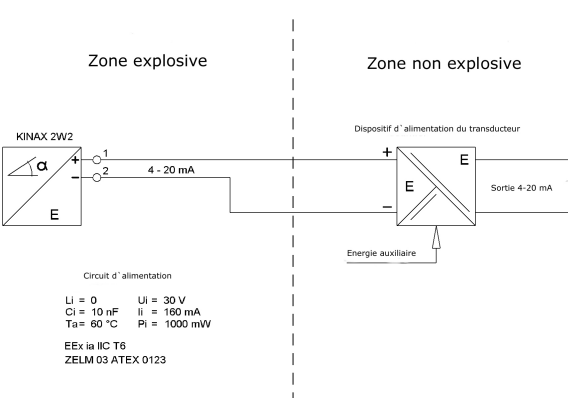 Zone explosive
Zone non explosive
Dispositif d`alimentation du transducteur
KINAX 2W2
+
1
α
−
2
4 - 20 mA
E
+
E
E
−
Sortie 4-20 mA
Energie auxiliaire
Circuit d`alimentation
Li = 0 Ui = 30 V
Ci = 10 nF Ii = 160 mA
Ta= 60 °C Pi = 1000 mW
EEx ia IIC T6
ZELM 03 ATEX 0123